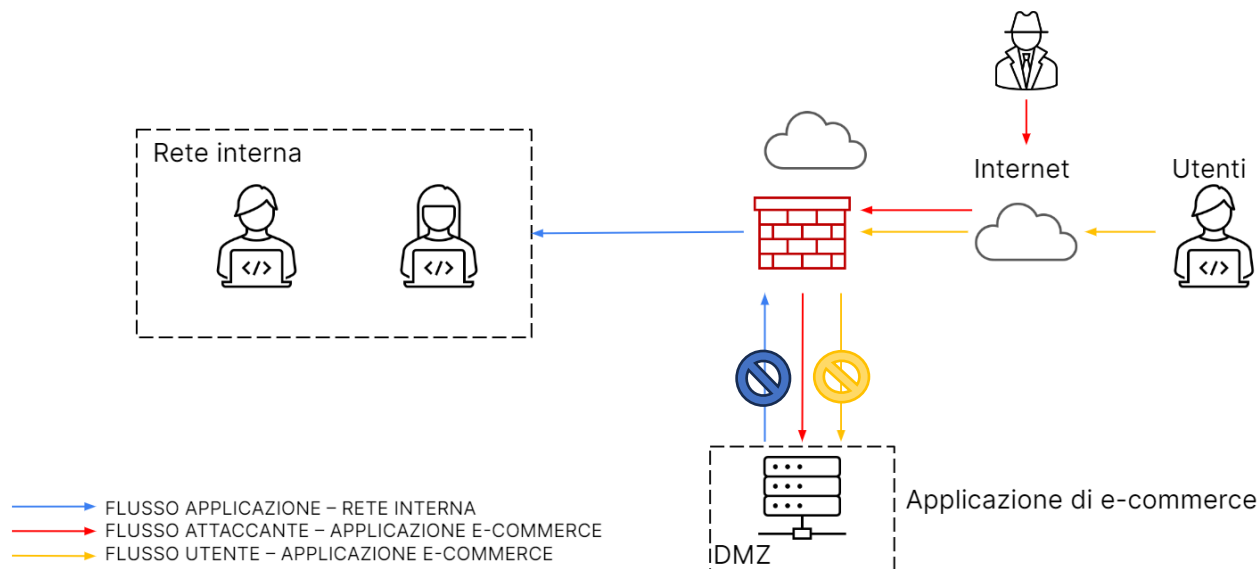 Rete interna
Internet
Utenti
</>
</>
</>
Applicazione di e-commerce
DMZ
FLUSSO APPLICAZIONE – RETE INTERNA
FLUSSO ATTACCANTE – APPLICAZIONE E-COMMERCE
FLUSSO UTENTE – APPLICAZIONE E-COMMERCE